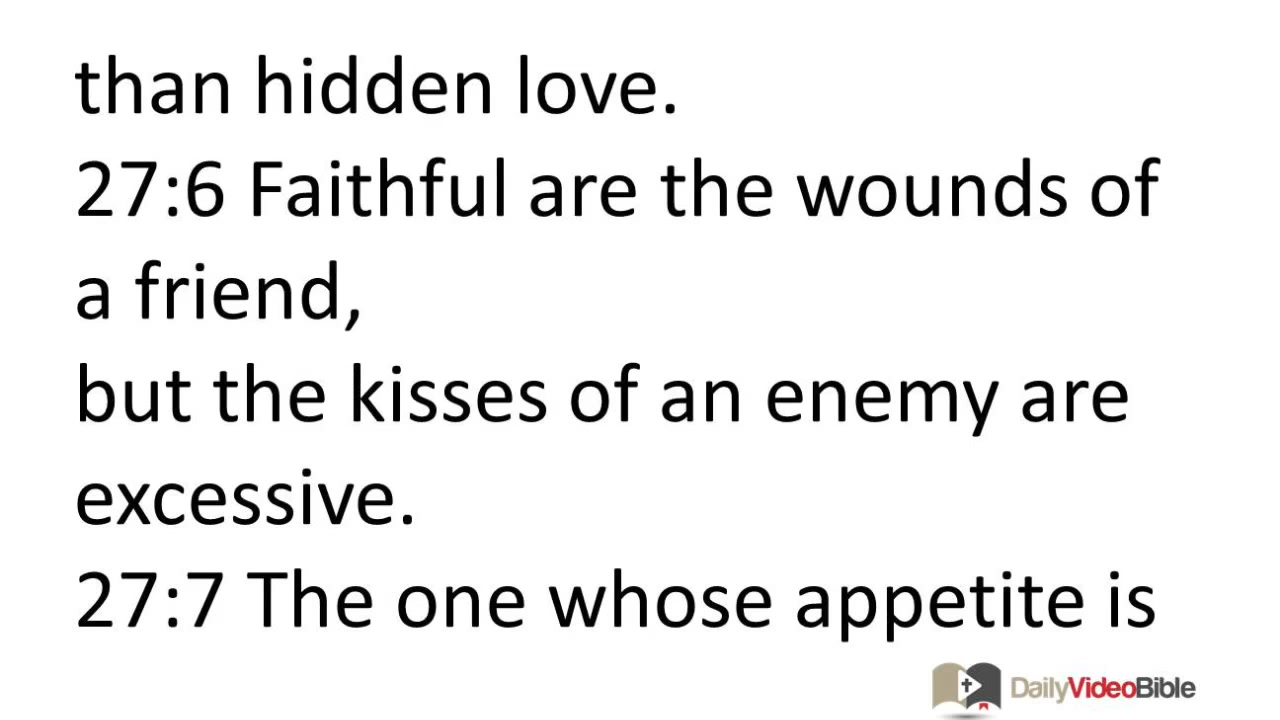 than hidden love.
27:6 Faithful are the wounds of
a friend,
but the kisses of an enemy are
excessive.
27:7 The one whose appetite is
DailyVideoBible